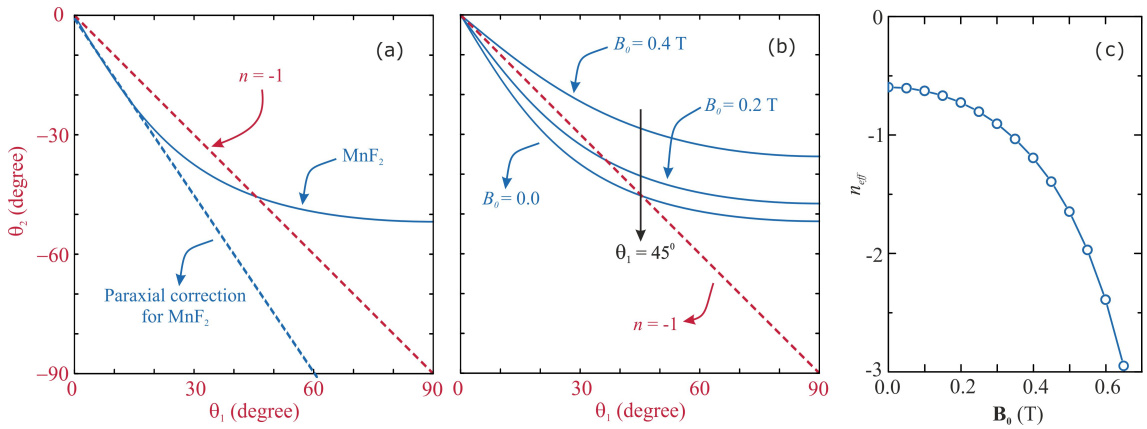 (a)
n = -1
MnF₂
Paraxial correction
for MnF₂
0
−30
−60
−90
θ₂ (degree)
0
30
60
90
θ₁ (degree)
(b)
B₀ = 0.4 T
B₀ = 0.2 T
B₀ = 0.0
θ₁ = 45⁰
n = -1
0
30
60
90
θ₁ (degree)
(c)
0
-1
-2
-3
n_eff
0.0
0.2
0.4
0.6
B₀ (T)